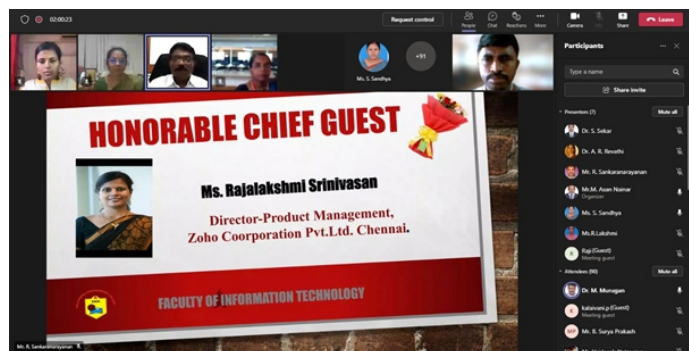 02:00:23
Request control
People
Chat
Reactions
More
Camera
Mic
Share
Leave
Ms. S. Sandhya
+91
HONORABLE CHIEF GUEST
Ms. Rajalakshmi Srinivasan
Director-Product Management,
Zoho Coorporation Pvt.Ltd. Chennai.
FACULTY OF INFORMATION TECHNOLOGY
Mr. R. Sankaranarayanan
Participants
Type a name
Share invite
Presenters (7)
Mute all
Dr. S. Sekar
Dr. A. R. Revathi
Mr. R. Sankaranarayanan
Mr.M. Asan Nainar
Organizer
Ms. S. Sandhya
Ms.R.Lakshmi
R
Raji (Guest)
Meeting guest
Attendees (90)
Mute all
Dr. M. Murugan
K
kalaivani.p (Guest)
Meeting guest
MP
Mr. B. Surya Prakash